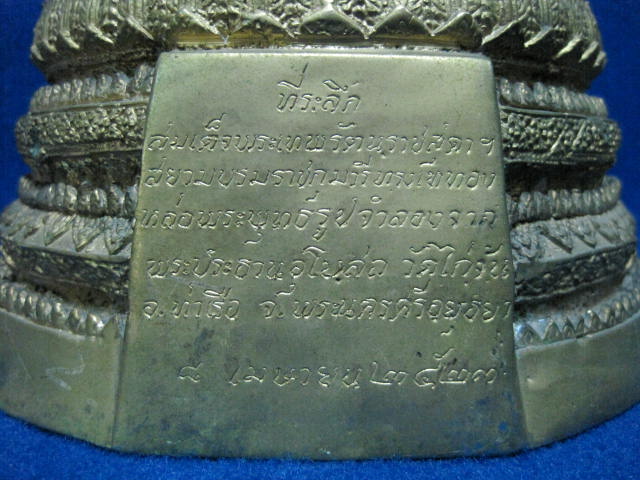 ที่ระลึก
สมเด็จพระเทพรัตนราชสุดาฯ
สยามบรมราชกุมารีทรงเททอง
หล่อพระพุทธรูปจำลองจาก
พระประธานอุโบสถ วัดไก่จ้น
อ.ท่าเรือ จ.พระนครศรีอยุธยา
๘ เมษายน ๒๕๒๗